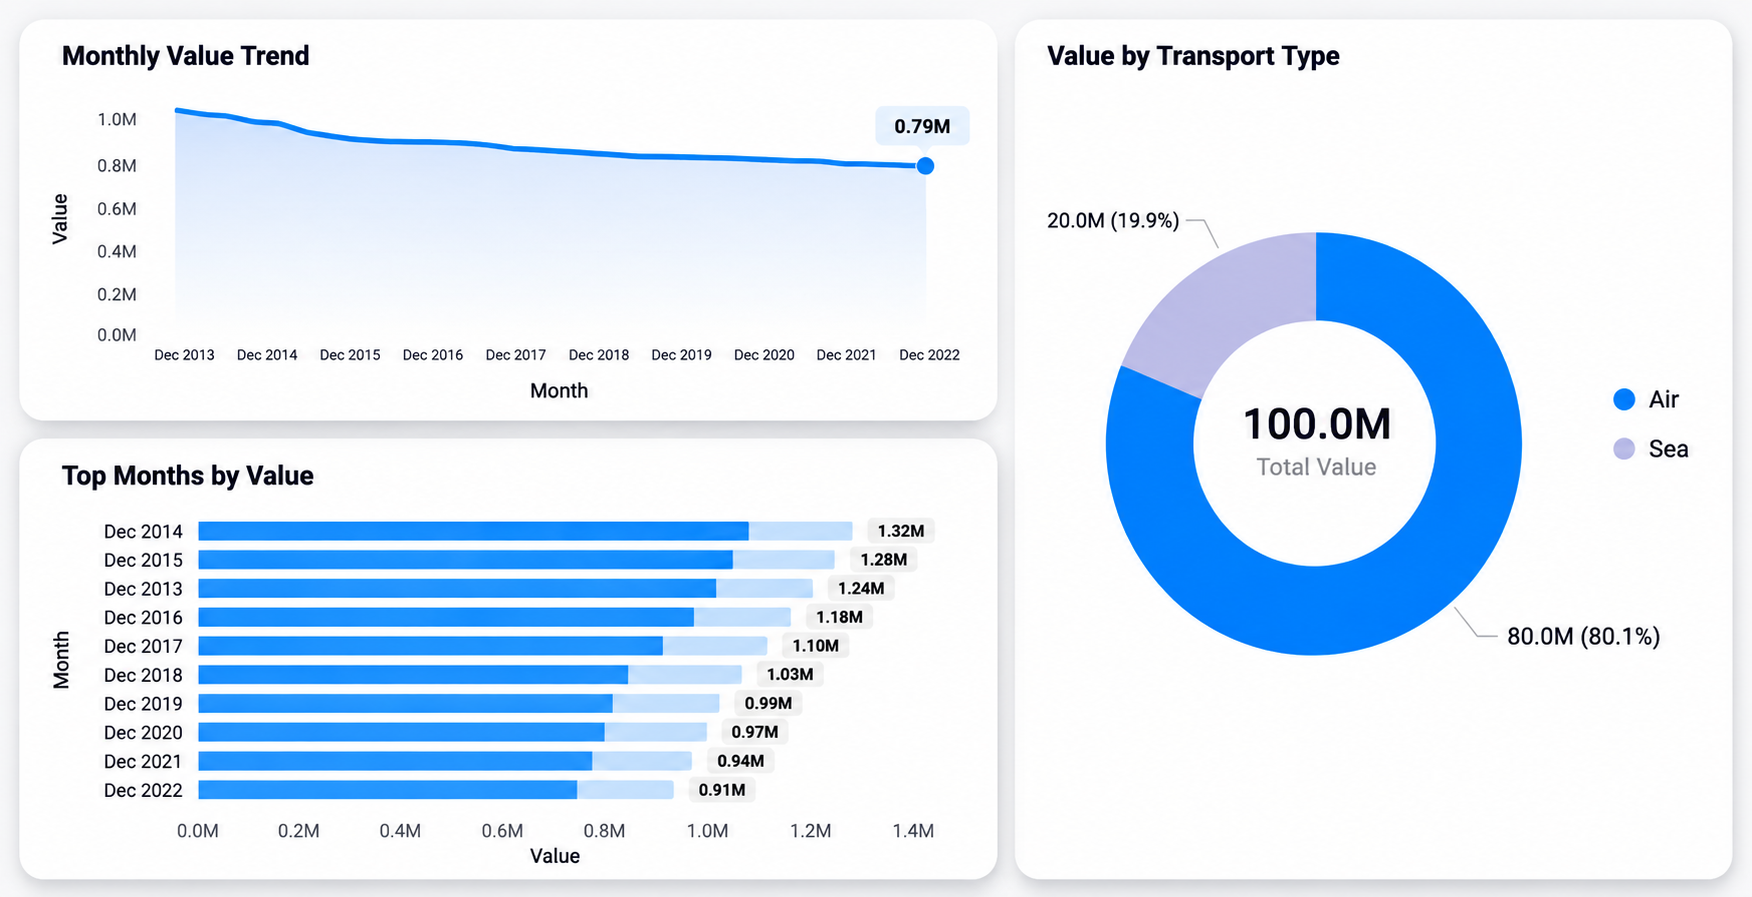 Monthly Value Trend
Value
1.0M
0.8M
0.6M
0.4M
0.2M
0.0M
0.79M
Dec 2013 Dec 2014 Dec 2015 Dec 2016 Dec 2017 Dec 2018 Dec 2019 Dec 2020 Dec 2021 Dec 2022
Month
Top Months by Value
Month
Dec 2014 1.32M
Dec 2015 1.28M
Dec 2013 1.24M
Dec 2016 1.18M
Dec 2017 1.10M
Dec 2018 1.03M
Dec 2019 0.99M
Dec 2020 0.97M
Dec 2021 0.94M
Dec 2022 0.91M
0.0M 0.2M 0.4M 0.6M 0.8M 1.0M 1.2M 1.4M
Value
Value by Transport Type
20.0M (19.9%)
100.0M
Total Value
80.0M (80.1%)
Air
Sea